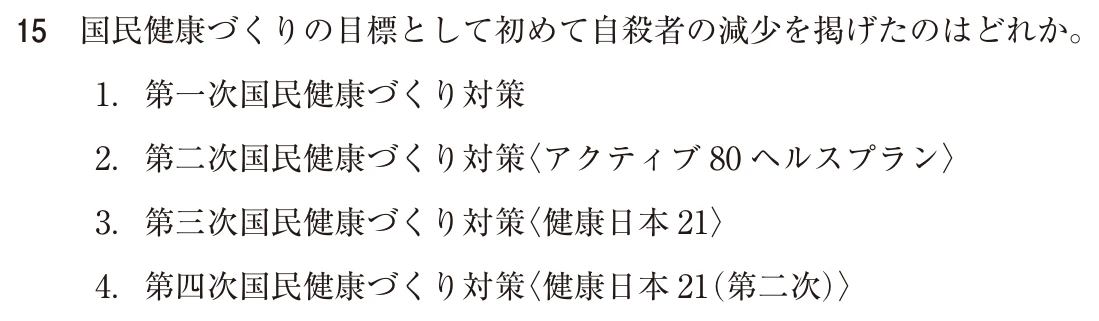 15 国民健康づくりの目標として初めて自殺者の減少を掲げたのはどれか。
1. 第一次国民健康づくり対策
2. 第二次国民健康づくり対策〈アクティブ 80 ヘルスプラン〉
3. 第三次国民健康づくり対策〈健康日本 21〉
4. 第四次国民健康づくり対策〈健康日本 21(第二次)〉